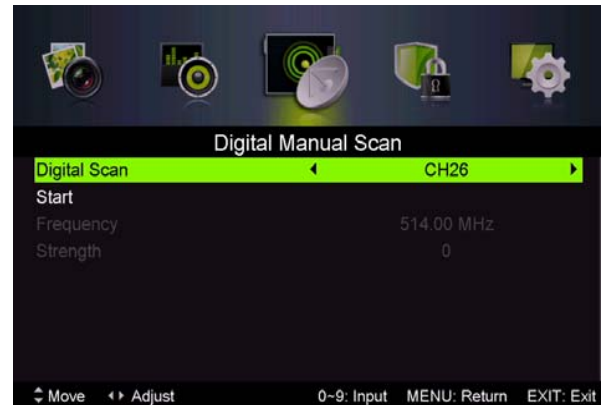 Digital Manual Scan
Digital Scan CH26
Start
Frequency 514.00 MHz
Strength 0
Move Adjust 0~9: Input MENU: Return EXIT: Exit